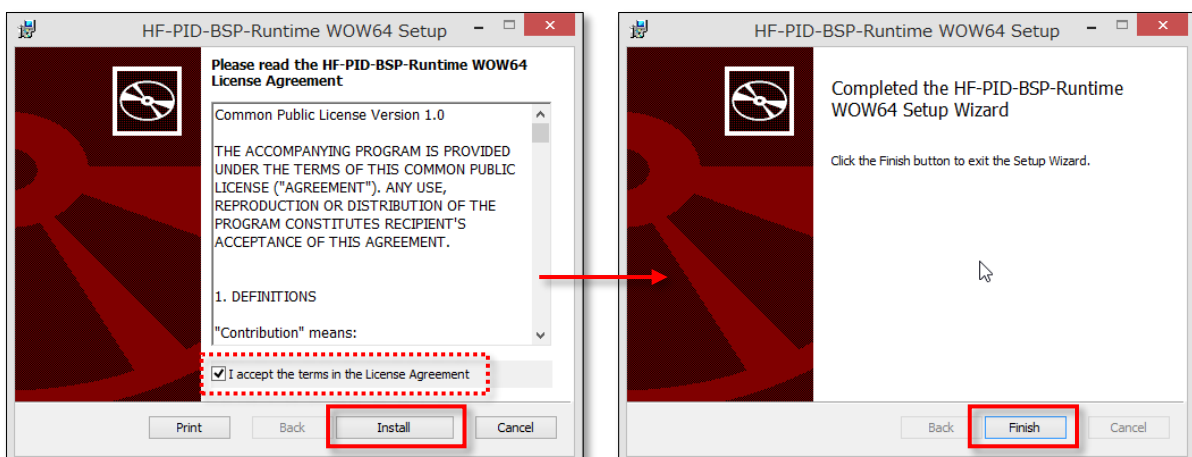 HF-PID-BSP-Runtime WOW64 Setup
Please read the HF-PID-BSP-Runtime WOW64
License Agreement
Common Public License Version 1.0
THE ACCOMPANYING PROGRAM IS PROVIDED
UNDER THE TERMS OF THIS COMMON PUBLIC
LICENSE ("AGREEMENT"). ANY USE,
REPRODUCTION OR DISTRIBUTION OF THE
PROGRAM CONSTITUTES RECIPIENT'S
ACCEPTANCE OF THIS AGREEMENT.
1. DEFINITIONS
"Contribution" means:
I accept the terms in the License Agreement
Print Back Install Cancel
HF-PID-BSP-Runtime WOW64 Setup
Completed the HF-PID-BSP-Runtime
WOW64 Setup Wizard
Click the Finish button to exit the Setup Wizard.
Back Finish Cancel